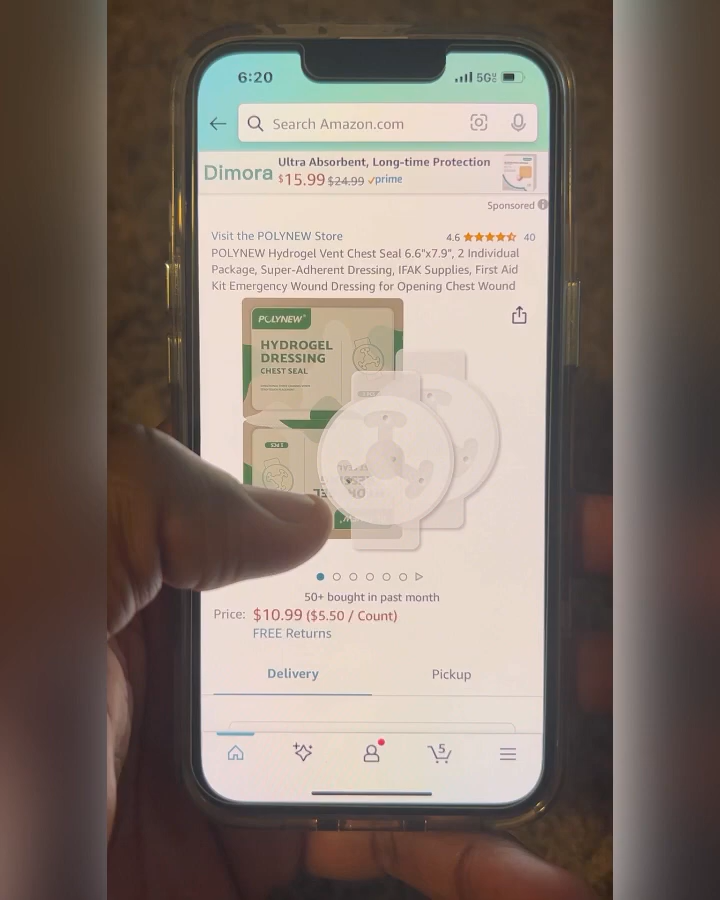 6:20
5G
Search Amazon.com
Dimora
Ultra Absorbent, Long-time Protection
$15.99 $24.99 prime
Sponsored
Visit the POLYNEW Store
4.6
40
POLYNEW Hydrogel Vent Chest Seal 6.6"x7.9", 2 Individual
Package, Super-Adherent Dressing, IFAK Supplies, First Aid
Kit Emergency Wound Dressing for Opening Chest Wound
POLYNEW
HYDROGEL
DRESSING
CHEST SEAL
50+ bought in past month
Price: $10.99 ($5.50 / Count)
FREE Returns
Delivery
Pickup
5